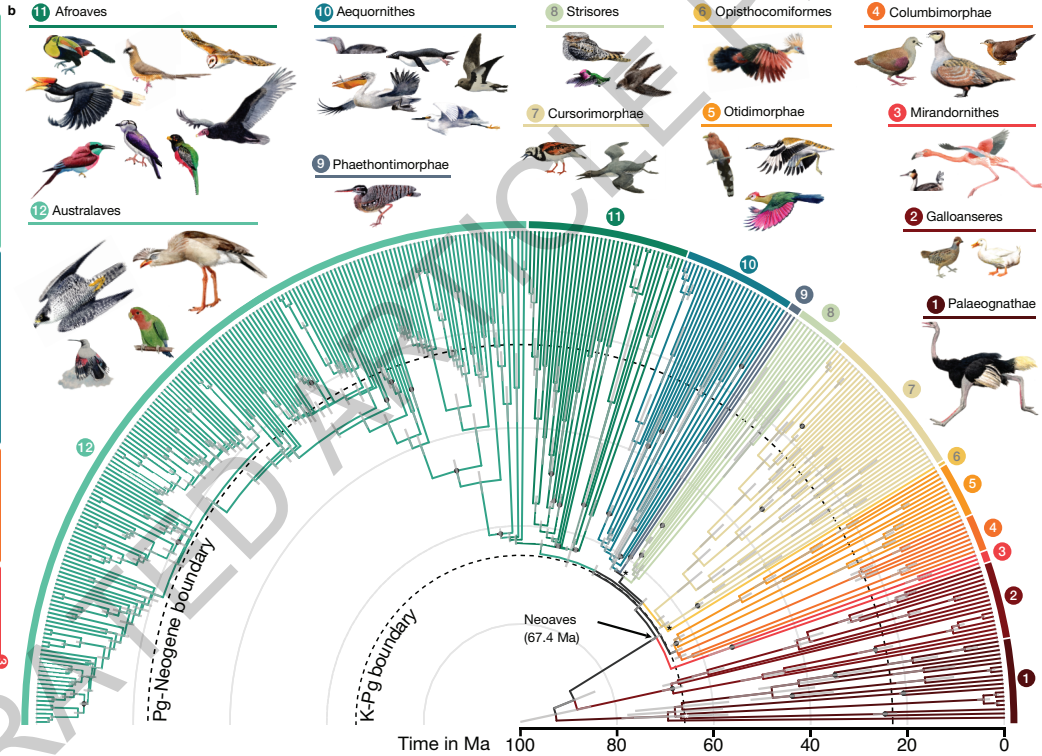 b
11 Afroaves
10 Aequornithes
8 Strisores
6 Opisthocomiformes
4 Columbimorphae
7 Cursorimorphae
5 Otidimorphae
3 Mirandornithes
9 Phaethontimorphae
12 Australaves
2 Galloanseres
1 Palaeognathae
11
10
9
8
7
12
6
5
4
3
2
1
3
Pg-Neogene boundary
K-Pg boundary
Neoaves
(67.4 Ma)
*
*
Time in Ma 100 80 60 40 20 0
RATED ARTICLE